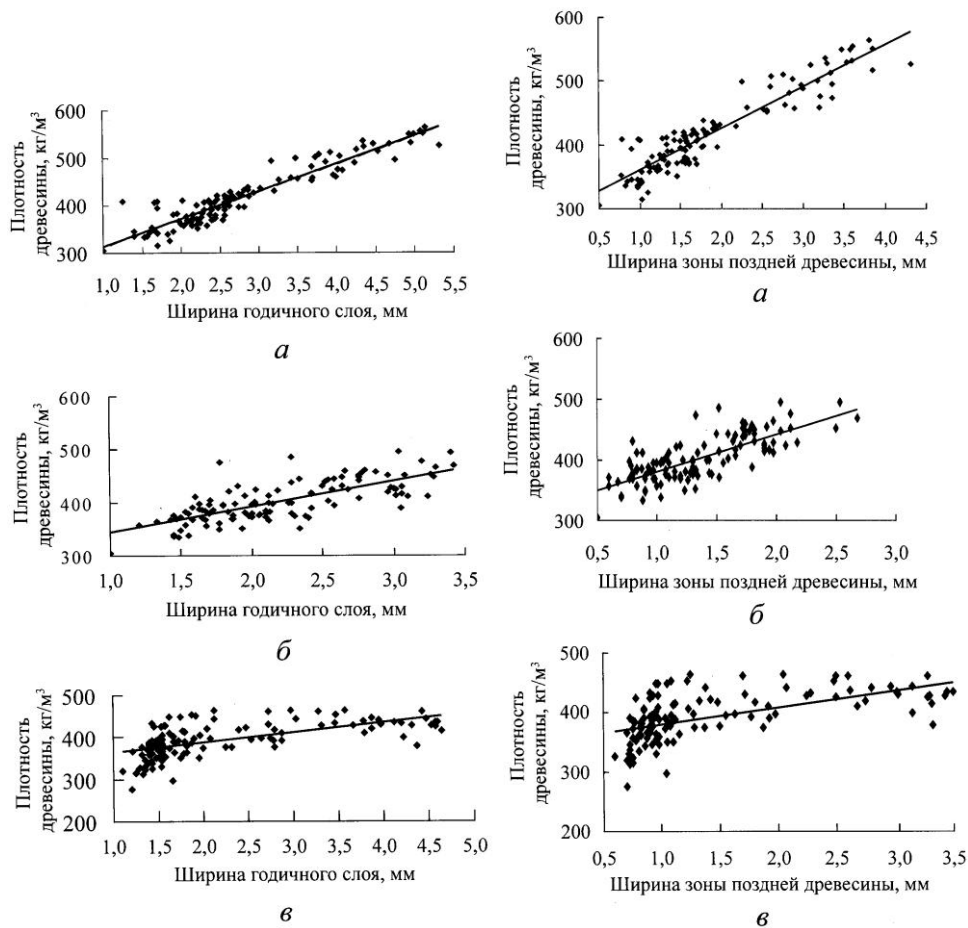 600
500
400
300
Плотность
древесины, кг/м³
1,0 1,5 2,0 2,5 3,0 3,5 4,0 4,5 5,0 5,5
Ширина годичного слоя, мм
а
600
500
400
300
Плотность
древесины, кг/м³
0,5 1,0 1,5 2,0 2,5 3,0 3,5 4,0 4,5
Ширина зоны поздней древесины, мм
а
600
500
400
300
Плотность
древесины, кг/м³
1,0 1,5 2,0 2,5 3,0 3,5
Ширина годичного слоя, мм
б
600
500
400
300
Плотность
древесины, кг/м³
0,5 1,0 1,5 2,0 2,5 3,0
Ширина зоны поздней древесины, мм
б
500
400
300
200
Плотность
древесины, кг/м³
1,0 1,5 2,0 2,5 3,0 3,5 4,0 4,5 5,0
Ширина годичного слоя, мм
в
500
400
300
200
Плотность
древесины, кг/м³
0,5 1,0 1,5 2,0 2,5 3,0 3,5
Ширина зоны поздней древесины, мм
в